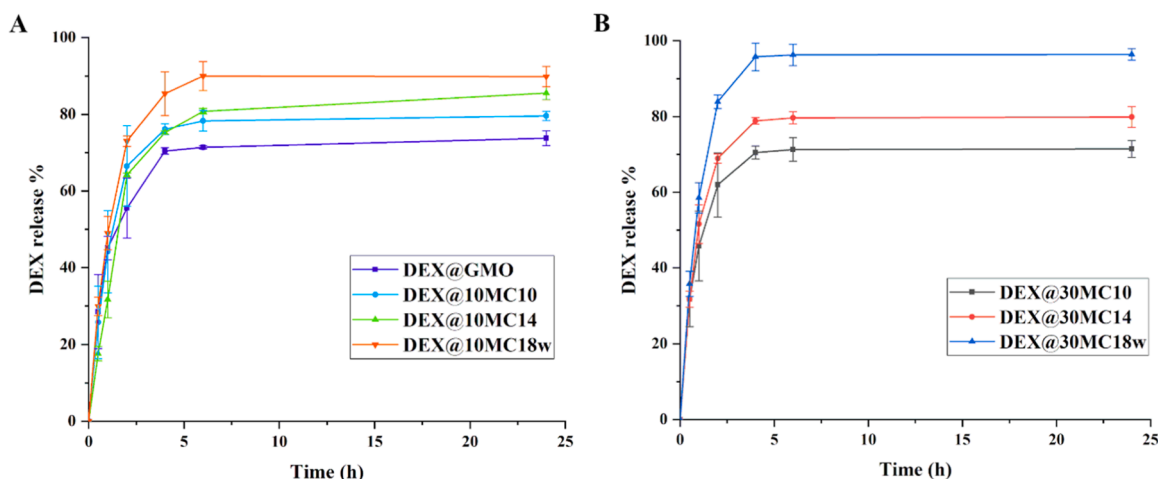 A
100
80
60
40
20
0
DEX release %
DEX@GMO
DEX@10MC10
DEX@10MC14
DEX@10MC18w
0 5 10 15 20 25
Time (h)
B
100
80
60
40
20
0
DEX release %
DEX@30MC10
DEX@30MC14
DEX@30MC18w
0 5 10 15 20 25
Time (h)